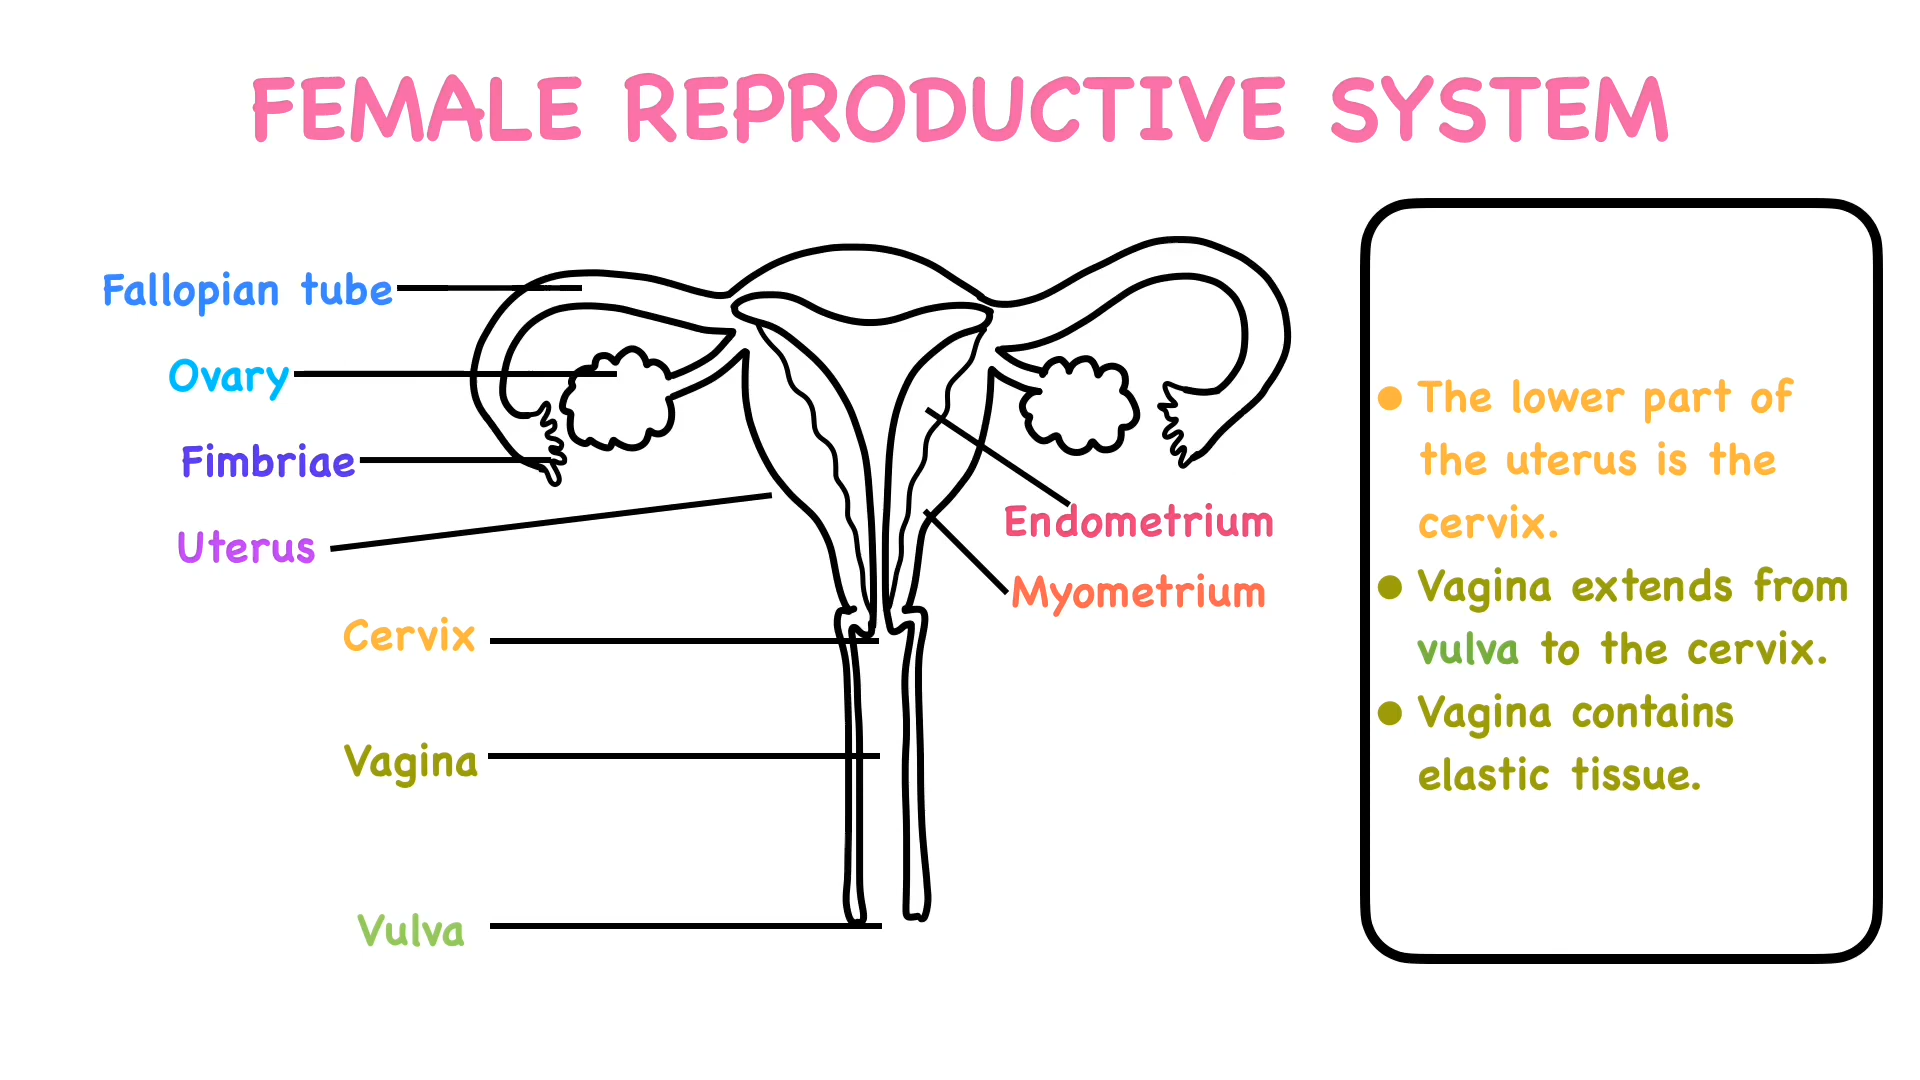 FEMALE REPRODUCTIVE SYSTEM
Fallopian tube
Ovary
Fimbriae
Uterus
Cervix
Vagina
Vulva
Endometrium
Myometrium
• The lower part of
the uterus is the
cervix.
• Vagina extends from
vulva to the cervix.
• Vagina contains
elastic tissue.